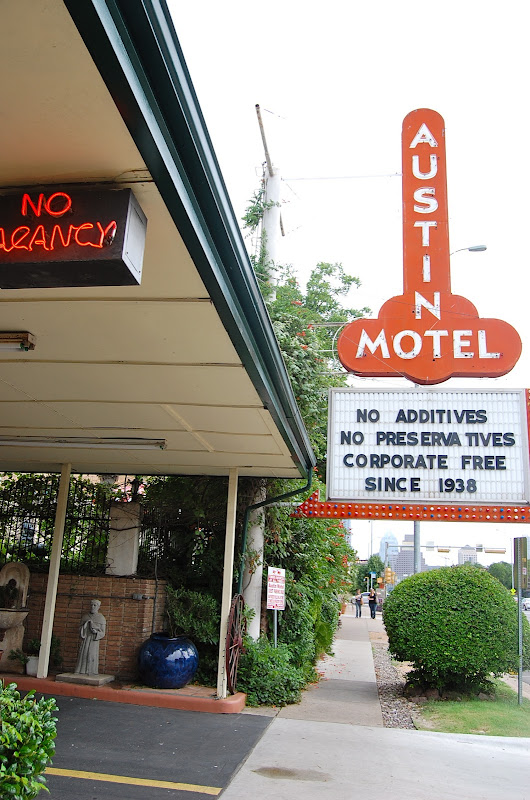 NO
VACANCY
AUSTIN
MOTEL
NO ADDITIVES
NO PRESERVATIVES
CORPORATE FREE
SINCE 1938